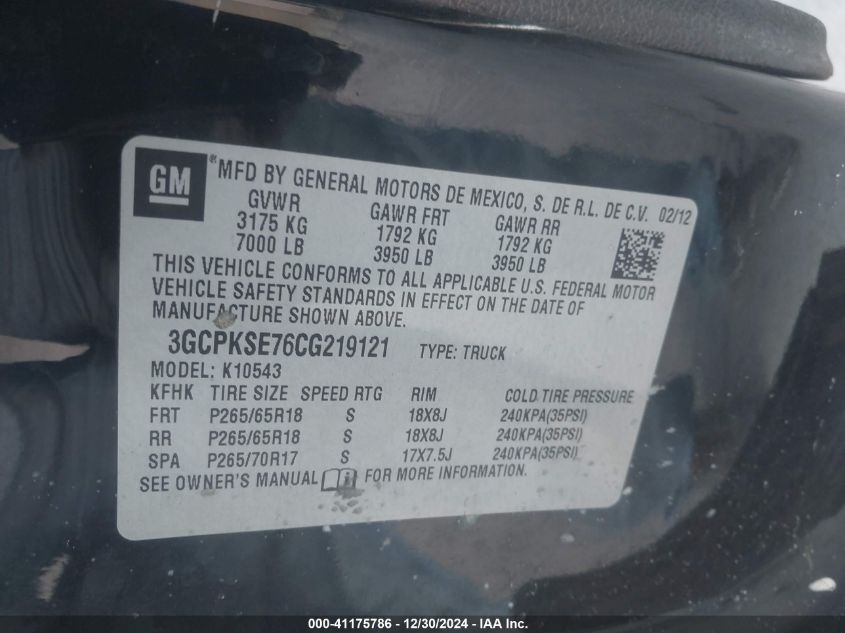 GM ®MFD BY GENERAL MOTORS DE MEXICO, S. DE R.L. DE C.V. 02/12
GVWR GAWR FRT GAWR RR
3175 KG 1792 KG 1792 KG
7000 LB 3950 LB 3950 LB
THIS VEHICLE CONFORMS TO ALL APPLICABLE U.S. FEDERAL MOTOR
VEHICLE SAFETY STANDARDS IN EFFECT ON THE DATE OF
MANUFACTURE SHOWN ABOVE.
3GCPKSE76CG219121 TYPE: TRUCK
MODEL: K10543
KFHK TIRE SIZE SPEED RTG RIM COLD TIRE PRESSURE
FRT P265/65R18 S 18X8J 240KPA(35PSI)
RR P265/65R18 S 18X8J 240KPA(35PSI)
SPA P265/70R17 S 17X7.5J 240KPA(35PSI)
SEE OWNER'S MANUAL FOR MORE INFORMATION.
000-41175786 - 12/30/2024 - IAA Inc.